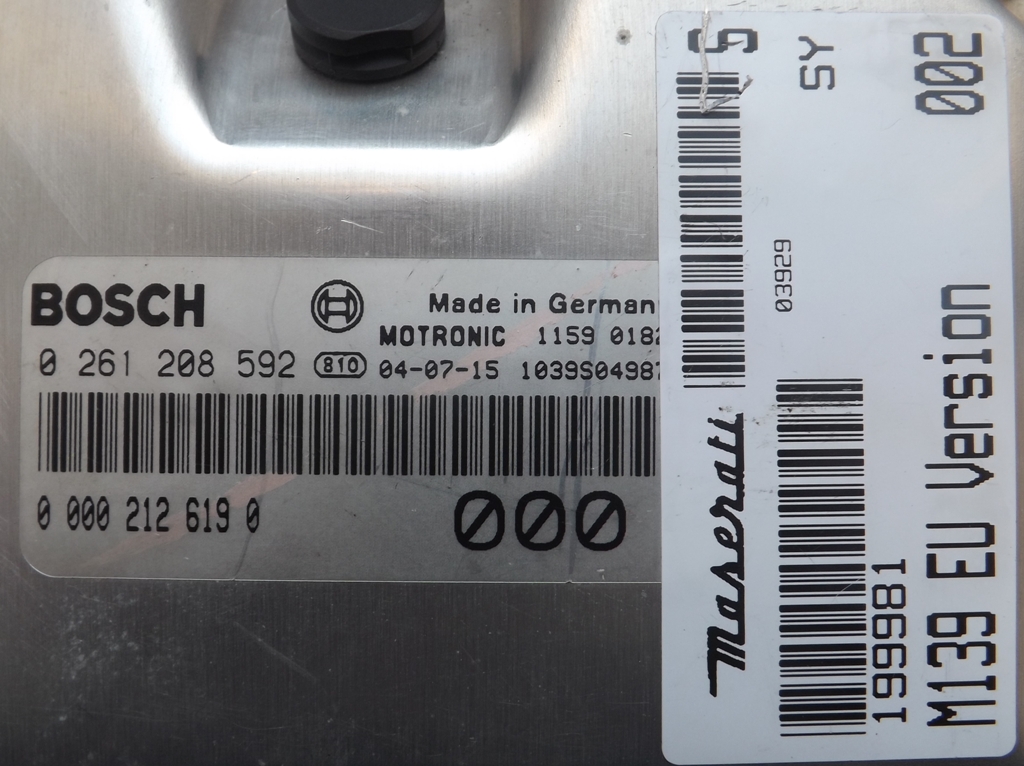 BOSCH
Made in German
MOTRONIC 1159 0182
0 261 208 592 810 04-07-15 1039S04987
0 000 212 619 0
000
Maserati
SY
03929
199981
002
M139 EU Version